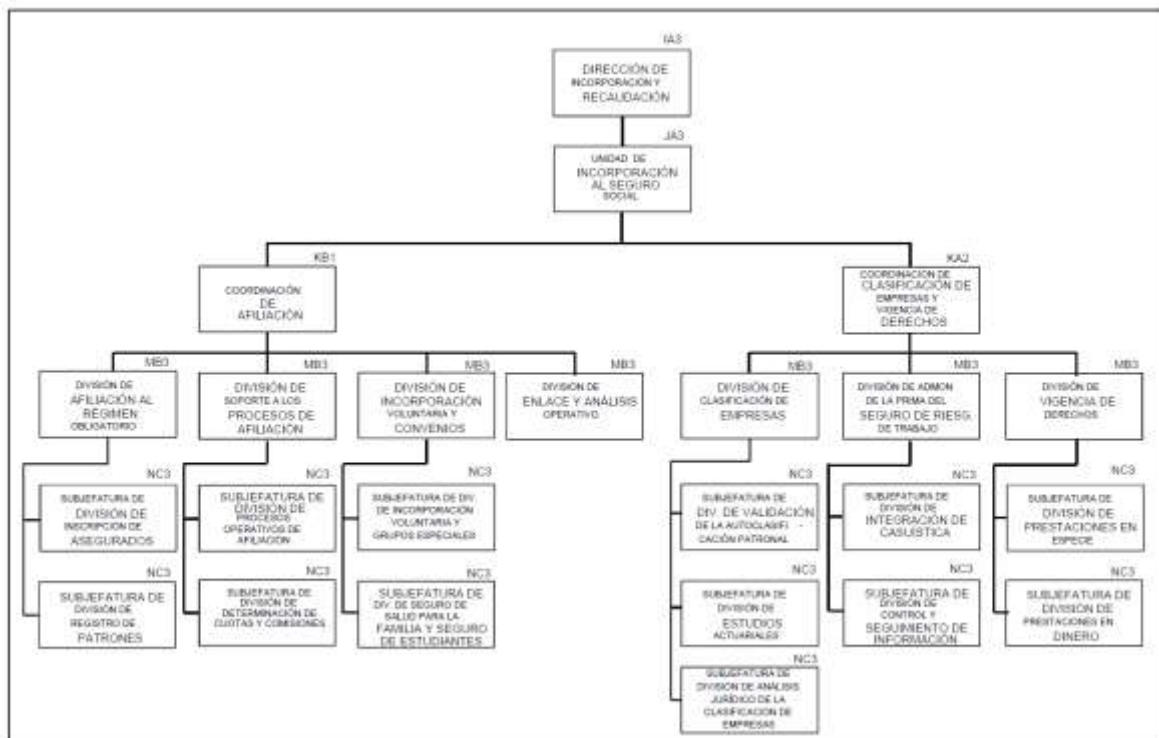 IA3
DIRECCIÓN DE
INCORPORACIÓN Y
RECAUDACIÓN
JA3
UNIDAD DE
INCORPORACIÓN
AL SEGURO
SOCIAL
KB1
COORDINACIÓN
DE
AFILIACIÓN
KA2
COORDINACION DE
CLASIFICACIÓN DE
EMPRESAS Y
VIGENCIA DE
DERECHOS
MB3
DIVISIÓN DE
AFILIACIÓN AL
RÉGIMEN
OBLIGATORIO
MB3
DIVISIÓN DE
SOPORTE A LOS
PROCESOS DE
AFILIACIÓN
MB3
DIVISIÓN DE
INCORPORACIÓN
VOLUNTARIA Y
CONVENIOS
MB3
DIVISIÓN DE
ENLACE Y ANÁLISIS
OPERATIVO
MB3
DIVISIÓN DE
CLASIFICACIÓN DE
EMPRESAS
MB3
DIVISIÓN DE ADMON
DE LA PRIMA DEL
SEGURO DE RIESG.
DE TRABAJO
MB3
DIVISIÓN DE
VIGENCIA DE
DERECHOS
NC3
SUBJEFATURA DE
DIVISIÓN DE
INSCRIPCIÓN DE
ASEGURADOS
NC3
SUBJEFATURA DE
DIVISIÓN DE
PROCESOS
OPERATIVOS DE
AFILIACIÓN
NC3
SUBJEFATURA DE DIV.
DE INCORPORACIÓN
VOLUNTARIA Y
GRUPOS ESPECIALES
NC3
SUBJEFATURA DE
DIV. DE VALIDACIÓN
DE LA AUTOCLASIFI -
CACIÓN PATRONAL
NC3
SUBJEFATURA DE
DIVISIÓN DE
INTEGRACIÓN DE
CASUÍSTICA
NC3
SUBJEFATURA DE
DIVISIÓN DE
PRESTACIONES EN
ESPECE
NC3
SUBJEFATURA DE
DIVISIÓN DE
REGISTRO DE
PATRONES
NC3
SUBJEFATURA DE
DIVISIÓN DE
DETERMINACIÓN DE
CUOTAS Y COMISIONES
NC3
SUBJEFATURA DE
DIV. DE SEGURO DE
SALUD PARA LA
FAMILIA Y SEGURO
DE ESTUDIANTES
NC3
SUBJEFATURA DE
DIVISIÓN DE
ESTUDIOS
ACTUARIALES
NC3
SUBJEFATURA DE
DIVISIÓN DE
CONTROL Y
SEGUIMIENTO DE
INFORMACIÓN
NC3
SUBJEFATURA DE
DIVISIÓN DE
PRESTACIONES EN
DINERO
NC3
SUBJEFATURA DE
DIVISIÓN DE ANÁLISIS
JURÍDICO DE LA
CLASIFICACIÓN DE
EMPRESAS